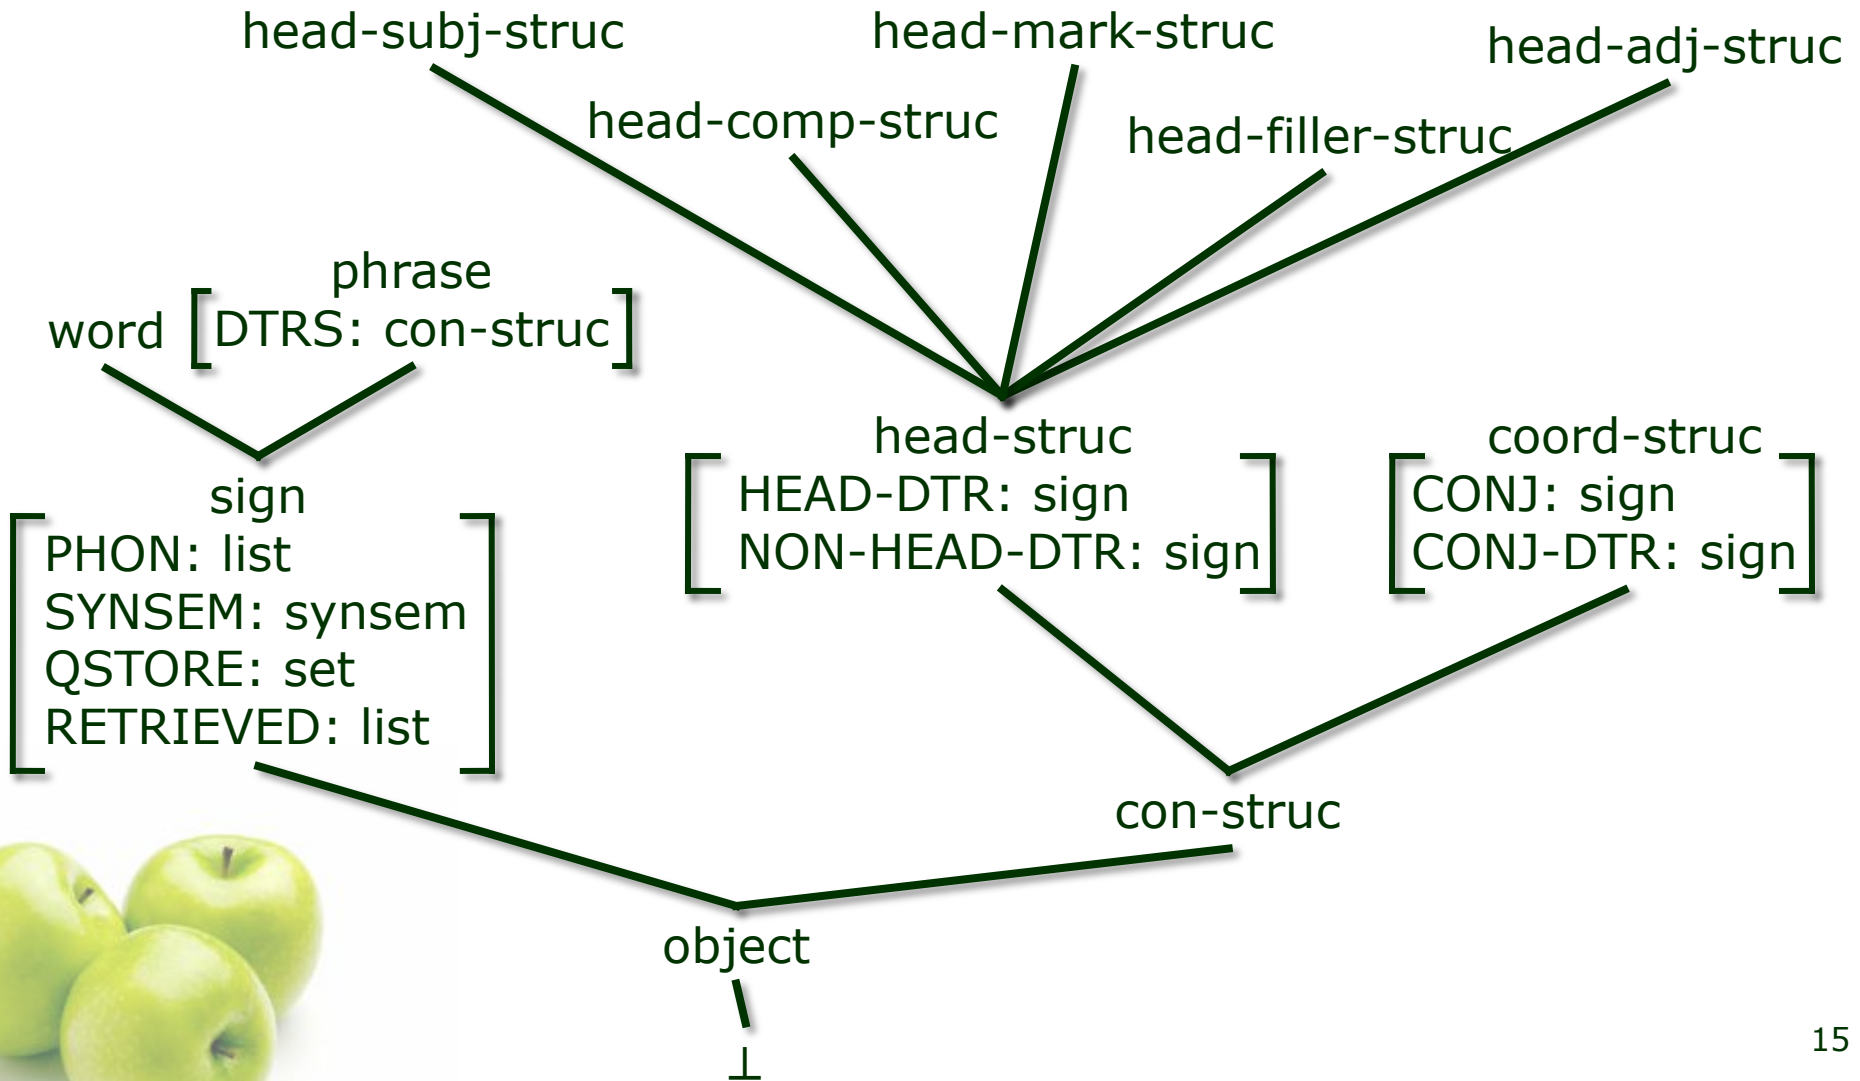 head-subj-struc
head-mark-struc
head-adj-struc
head-comp-struc
head-filler-struc
phrase
word
DTRS: con-struc
head-struc
HEAD-DTR: sign
NON-HEAD-DTR: sign
coord-struc
CONJ: sign
CONJ-DTR: sign
sign
PHON: list
SYNSEM: synsem
QSTORE: set
RETRIEVED: list
con-struc
object
⊥
15